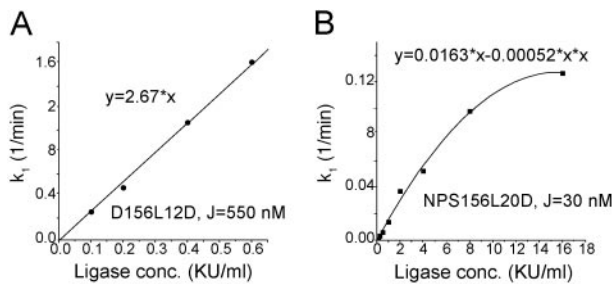 A
1.6
2
8
0.4
0.0
k1 (1/min)
y=2.67*x
D156L12D, J=550 nM
0.0 0.1 0.2 0.3 0.4 0.5 0.6
Ligase conc. (KU/ml)
B
y=0.0163*x-0.00052*x*x
0.12
8
0.04
0.00
k1 (1/min)
NPS156L20D, J=30 nM
0 2 4 6 8 10 12 14 16 18
Ligase conc. (KU/ml)